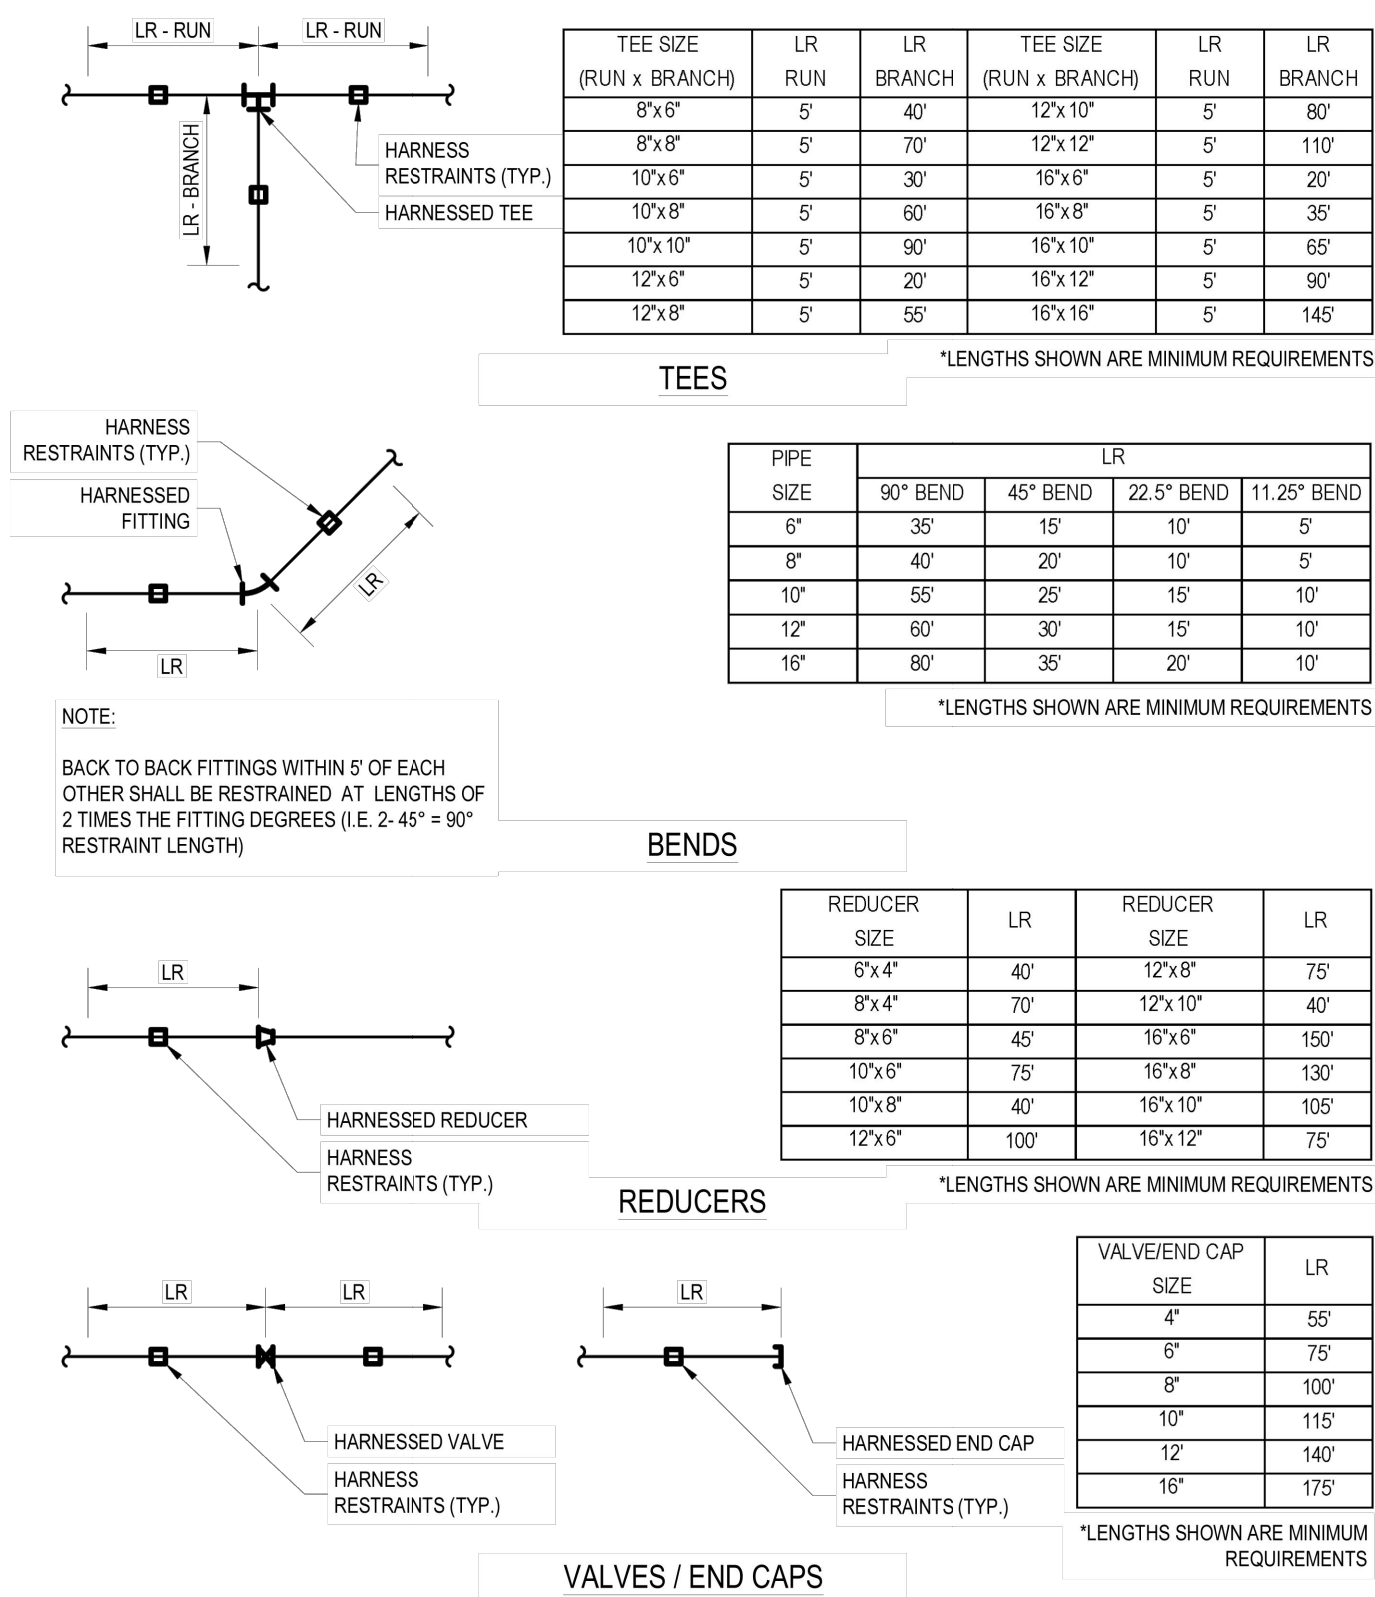 LR - RUN LR - RUN
LR - BRANCH
HARNESS
RESTRAINTS (TYP.)
HARNESSED TEE
TEE SIZE LR LR TEE SIZE LR LR
(RUN x BRANCH) RUN BRANCH (RUN x BRANCH) RUN BRANCH
8"x 6" 5' 40' 12"x 10" 5' 80'
8"x 8" 5' 70' 12"x 12" 5' 110'
10"x 6" 5' 30' 16"x 6" 5' 20'
10"x 8" 5' 60' 16"x 8" 5' 35'
10"x 10" 5' 90' 16"x 10" 5' 65'
12"x 6" 5' 20' 16"x 12" 5' 90'
12"x 8" 5' 55' 16"x 16" 5' 145'
*LENGTHS SHOWN ARE MINIMUM REQUIREMENTS
TEES
HARNESS
RESTRAINTS (TYP.)
HARNESSED
FITTING
LR
LR
PIPE LR
SIZE 90° BEND 45° BEND 22.5° BEND 11.25° BEND
6" 35' 15' 10' 5'
8" 40' 20' 10' 5'
10" 55' 25' 15' 10'
12" 60' 30' 15' 10'
16" 80' 35' 20' 10'
*LENGTHS SHOWN ARE MINIMUM REQUIREMENTS
NOTE:
BACK TO BACK FITTINGS WITHIN 5' OF EACH
OTHER SHALL BE RESTRAINED AT LENGTHS OF
2 TIMES THE FITTING DEGREES (I.E. 2- 45° = 90°
RESTRAINT LENGTH)
BENDS
LR
HARNESSED REDUCER
HARNESS
RESTRAINTS (TYP.)
REDUCER LR REDUCER LR
SIZE SIZE
6"x 4" 40' 12"x 8" 75'
8"x 4" 70' 12"x 10" 40'
8"x 6" 45' 16"x 6" 150'
10"x 6" 75' 16"x 8" 130'
10"x 8" 40' 16"x 10" 105'
12"x 6" 100' 16"x 12" 75'
*LENGTHS SHOWN ARE MINIMUM REQUIREMENTS
REDUCERS
LR LR
HARNESSED VALVE
HARNESS
RESTRAINTS (TYP.)
LR
HARNESSED END CAP
HARNESS
RESTRAINTS (TYP.)
VALVE/END CAP LR
SIZE
4" 55'
6" 75'
8" 100'
10" 115'
12' 140'
16" 175'
*LENGTHS SHOWN ARE MINIMUM
REQUIREMENTS
VALVES / END CAPS